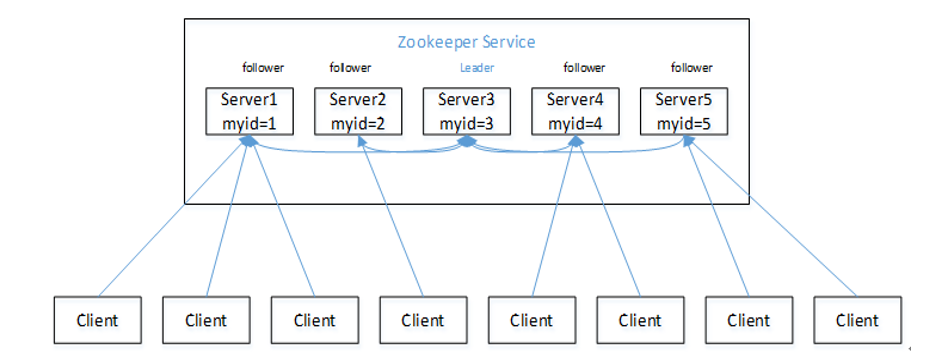 Zookeeper Service
follower follower Leader follower follower
Server1 Server2 Server3 Server4 Server5
myid=1 myid=2 myid=3 myid=4 myid=5
Client Client Client Client Client Client Client Client